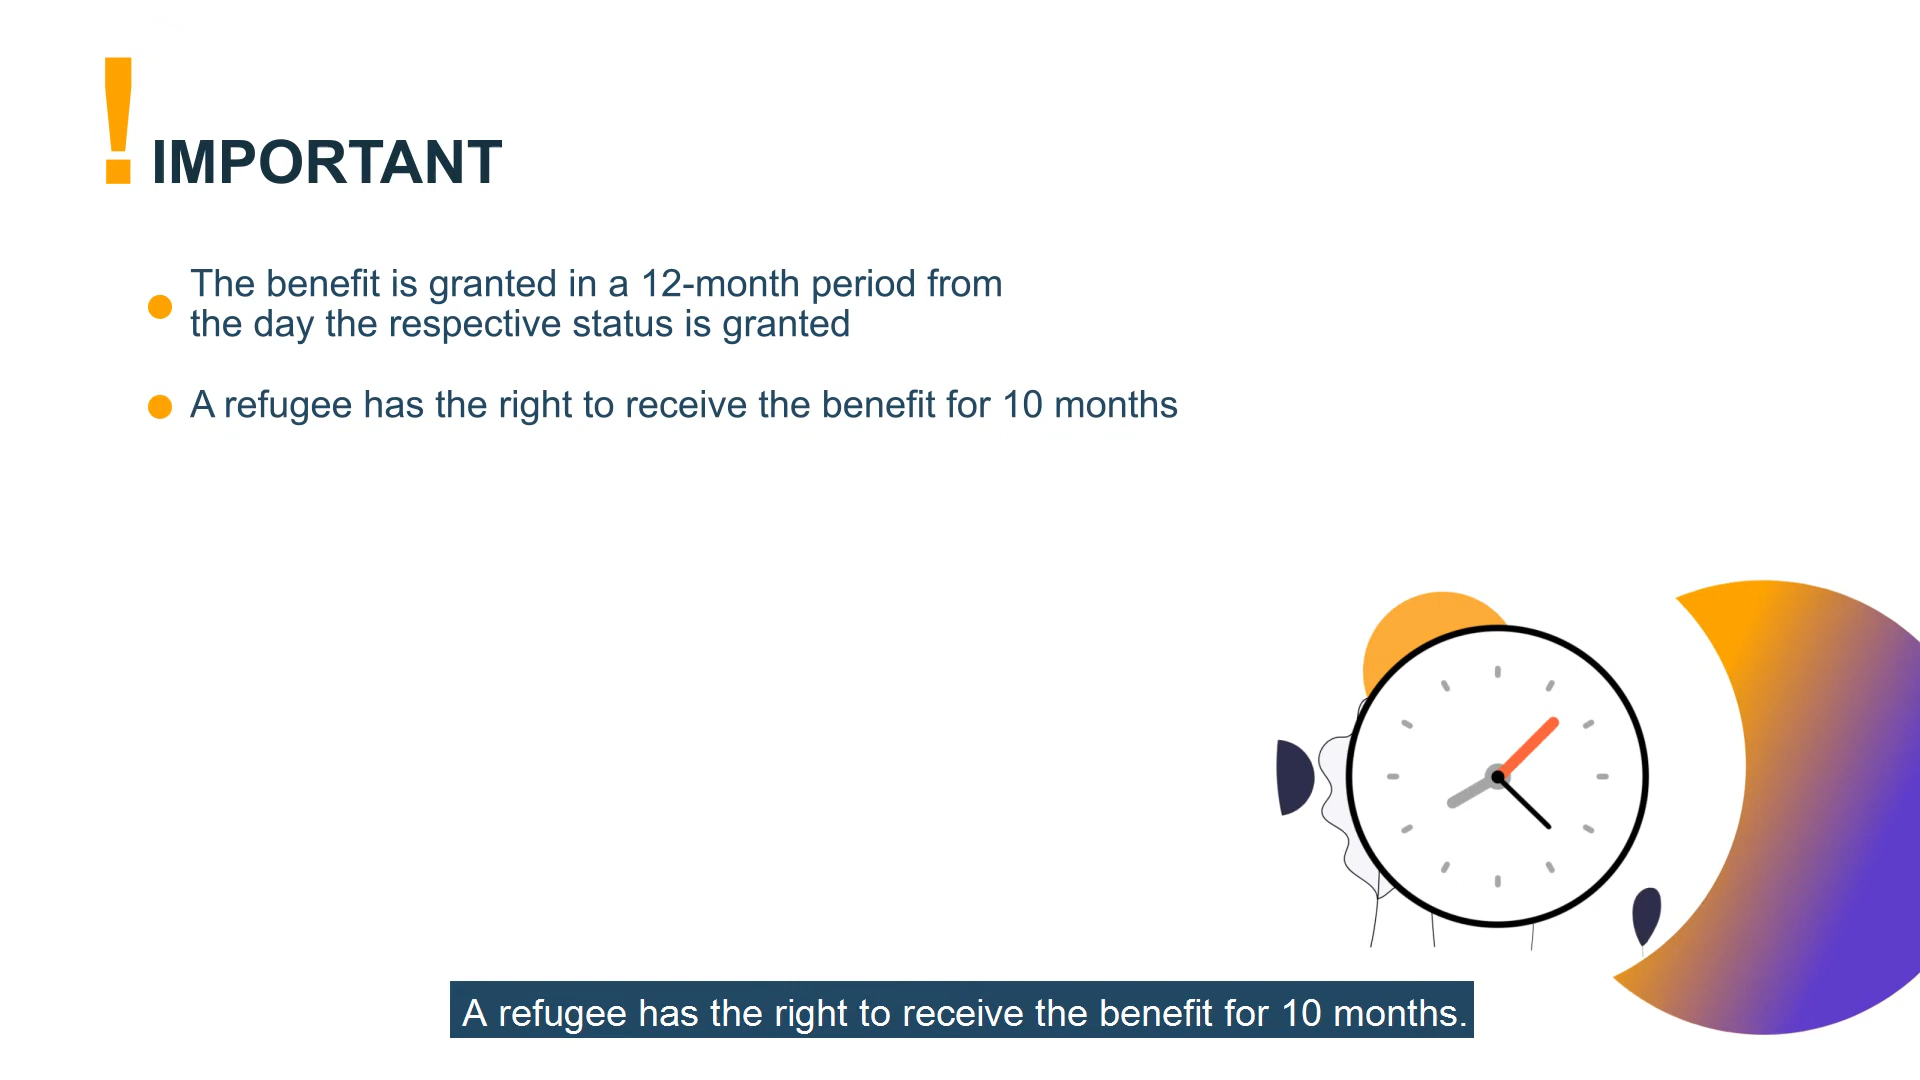 ! IMPORTANT
The benefit is granted in a 12-month period from
the day the respective status is granted
A refugee has the right to receive the benefit for 10 months
A refugee has the right to receive the benefit for 10 months.